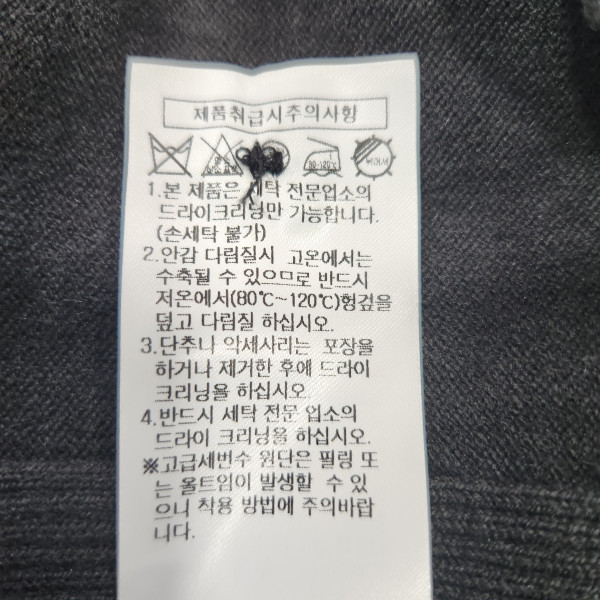 제품취급시주의사항
80~120℃
뉘어서
1.본 제품은 세탁 전문업소의
드라이크리닝만 가능합니다.
(손세탁 불가)
2.안감 다림질시 고온에서는
수축될 수 있으므로 반드시
저온에서(80℃~120℃)헝겊을
덮고 다림질 하십시오.
3.단추나 악세사리는 포장을
하거나 제거한 후에 드라이
크리닝을 하십시오.
4.반드시 세탁 전문 업소의
드라이 크리닝을 하십시오.
※고급세번수 원단은 필링 또
는 올트임이 발생할 수 있
으니 착용 방법에 주의바랍
니다.